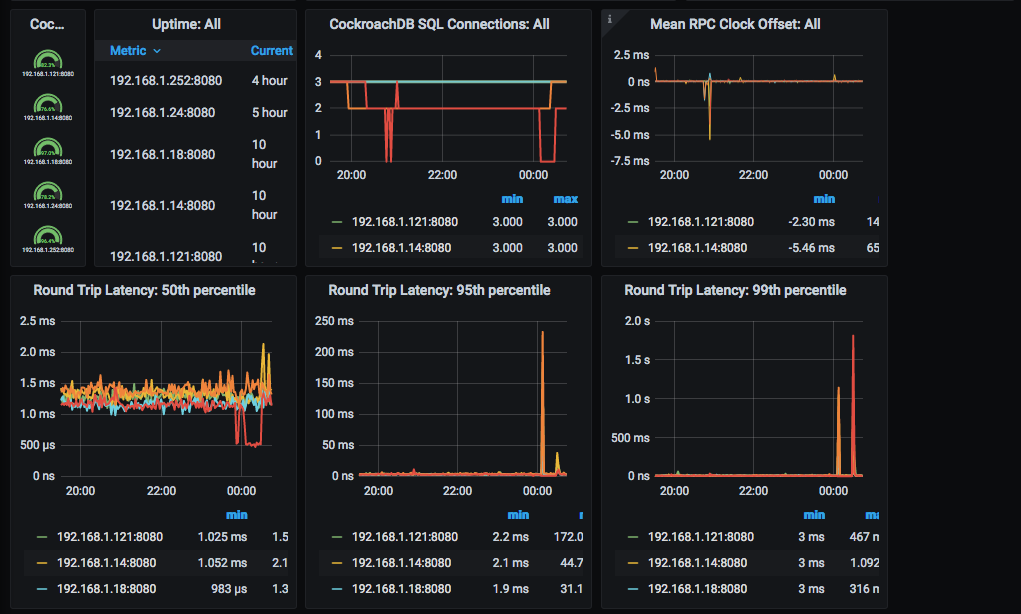 Coc...
82.3%
192.168.1.121:8080
76.6%
192.168.1.14:8080
97.0%
192.168.1.18:8080
78.2%
192.168.1.24:8080
96.4%
192.168.1.252:8080
Uptime: All
Metric Current
192.168.1.252:8080 4 hour
192.168.1.24:8080 5 hour
192.168.1.18:8080 10 hour
192.168.1.14:8080 10 hour
192.168.1.121:8080 10
CockroachDB SQL Connections: All
4
3
2
1
0
20:00 22:00 00:00
min max
192.168.1.121:8080 3.000 3.000
192.168.1.14:8080 3.000 3.000
i
Mean RPC Clock Offset: All
2.5 ms
0 ns
-2.5 ms
-5.0 ms
-7.5 ms
20:00 22:00 00:00
min
192.168.1.121:8080 -2.30 ms 14
192.168.1.14:8080 -5.46 ms 65
Round Trip Latency: 50th percentile
2.5 ms
2.0 ms
1.5 ms
1.0 ms
500 µs
0 ns
20:00 22:00 00:00
min
192.168.1.121:8080 1.025 ms 1.5
192.168.1.14:8080 1.052 ms 2.1
192.168.1.18:8080 983 µs 1.3
Round Trip Latency: 95th percentile
250 ms
200 ms
150 ms
100 ms
50 ms
0 ns
20:00 22:00 00:00
min
192.168.1.121:8080 2.2 ms 172.0
192.168.1.14:8080 2.1 ms 44.7
192.168.1.18:8080 1.9 ms 31.1
Round Trip Latency: 99th percentile
2.0 s
1.5 s
1.0 s
500 ms
0 ns
20:00 22:00 00:00
min ma
192.168.1.121:8080 3 ms 467 m
192.168.1.14:8080 3 ms 1.092
192.168.1.18:8080 3 ms 316 m